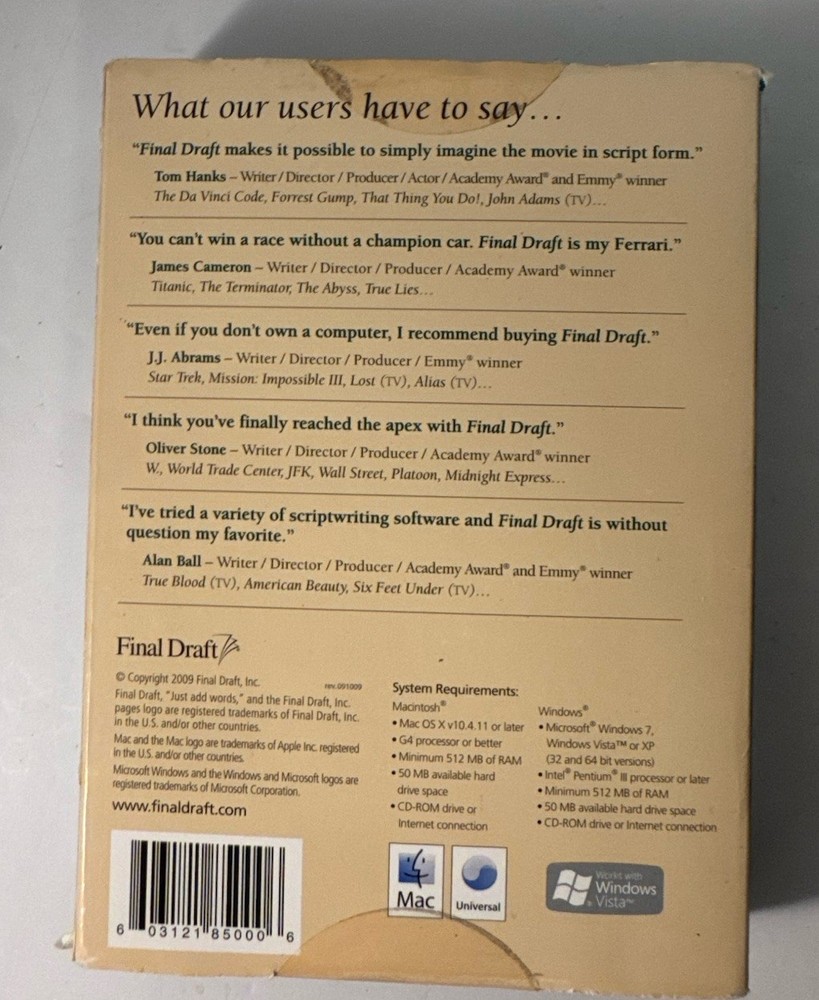 What our users have to say...
“Final Draft makes it possible to simply imagine the movie in script form.”
Tom Hanks – Writer / Director / Producer / Actor / Academy Award® and Emmy® winner
The Da Vinci Code, Forrest Gump, That Thing You Do!, John Adams (TV)...
“You can't win a race without a champion car. Final Draft is my Ferrari.”
James Cameron – Writer / Director / Producer / Academy Award® winner
Titanic, The Terminator, The Abyss, True Lies...
“Even if you don't own a computer, I recommend buying Final Draft.”
J.J. Abrams – Writer / Director / Producer / Emmy® winner
Star Trek, Mission: Impossible III, Lost (TV), Alias (TV)...
“I think you've finally reached the apex with Final Draft.”
Oliver Stone – Writer / Director / Producer / Academy Award® winner
W., World Trade Center, JFK, Wall Street, Platoon, Midnight Express...
“I've tried a variety of scriptwriting software and Final Draft is without
question my favorite.”
Alan Ball – Writer / Director / Producer / Academy Award® and Emmy® winner
True Blood (TV), American Beauty, Six Feet Under (TV)...
Final Draft
© Copyright 2009 Final Draft, Inc.
rev.091009
Final Draft, "Just add words," and the Final Draft, Inc.
pages logo are registered trademarks of Final Draft, Inc.
in the U.S. and/or other countries.
Mac and the Mac logo are trademarks of Apple Inc. registered
in the U.S. and/or other countries.
Microsoft Windows and the Windows and Microsoft logos are
registered trademarks of Microsoft Corporation.
www.finaldraft.com
6 03121 85000 6
System Requirements:
Macintosh®
• Mac OS X v10.4.11 or later
• G4 processor or better
• Minimum 512 MB of RAM
• 50 MB available hard
drive space
• CD-ROM drive or
Internet connection
Windows®
• Microsoft® Windows 7,
Windows Vista™ or XP
(32 and 64 bit versions)
• Intel® Pentium® III processor or later
• Minimum 512 MB of RAM
• 50 MB available hard drive space
• CD-ROM drive or Internet connection
Mac
Universal
Works with
Windows
Vista™